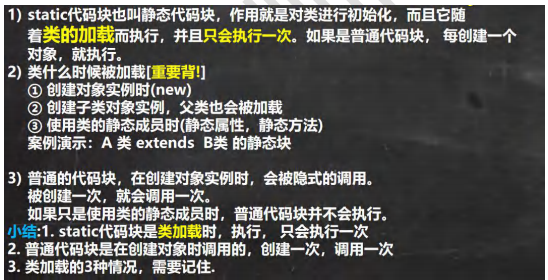 1) static代码块也叫静态代码块，作用就是对类进行初始化，而且它随
着类的加载而执行，并且只会执行一次。如果是普通代码块，每创建一个
对象，就执行。
2) 类什么时候被加载[重要背!]
① 创建对象实例时(new)
② 创建子类对象实例，父类也会被加载
③ 使用类的静态成员时(静态属性，静态方法)
案例演示：A 类 extends B类 的静态块
3) 普通的代码块，在创建对象实例时，会被隐式的调用。
被创建一次，就会调用一次。
如果只是使用类的静态成员时，普通代码块并不会执行。
小结:1. static代码块是类加载时，执行，只会执行一次
2. 普通代码块是在创建对象时调用的，创建一次，调用一次
3. 类加载的3种情况，需要记住.